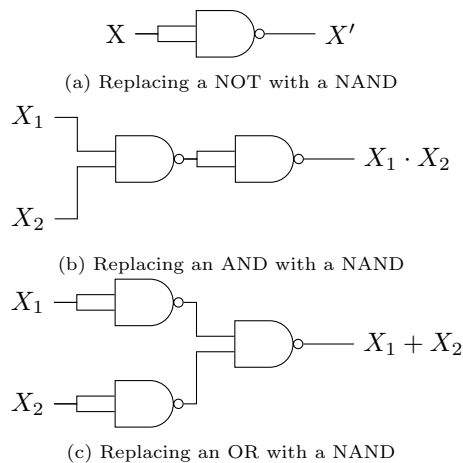 X X′
(a) Replacing a NOT with a NAND
X₁
X₁ · X₂
X₂
(b) Replacing an AND with a NAND
X₁
X₁ + X₂
X₂
(c) Replacing an OR with a NAND